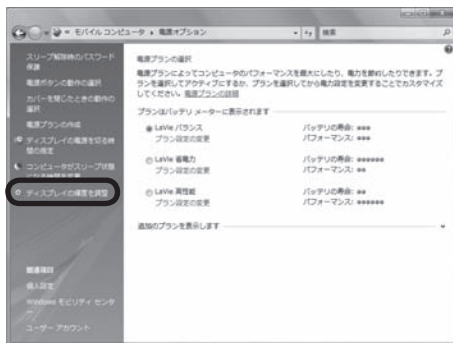 モバイル コンピュータ ▸ 電源オプション
検索
スリープ解除時のパスワード
保護
電源ボタンの動作の選択
カバーを閉じたときの動作の
選択
電源プランの作成
ディスプレイの電源を切る時
間の指定
コンピュータがスリープ状態
になる時間を変更
ディスプレイの輝度を調整
関連項目
個人設定
Windows モビリティ センタ
ー
ユーザー アカウント
電源プランの選択
電源プランによってコンピュータのパフォーマンスを最大にしたり、電力を節約したりできます。プ
ランを選択してアクティブにするか、プランを選択してから電力設定を変更することでカスタマイズ
してください。電源プランの詳細
プランはバッテリ メーターに表示されます
LaVie バランス
バッテリの寿命:
プラン設定の変更
パフォーマンス:
LaVie 省電力
バッテリの寿命:
プラン設定の変更
パフォーマンス:
LaVie 高性能
バッテリの寿命:
プラン設定の変更
パフォーマンス:
追加のプランを表示します